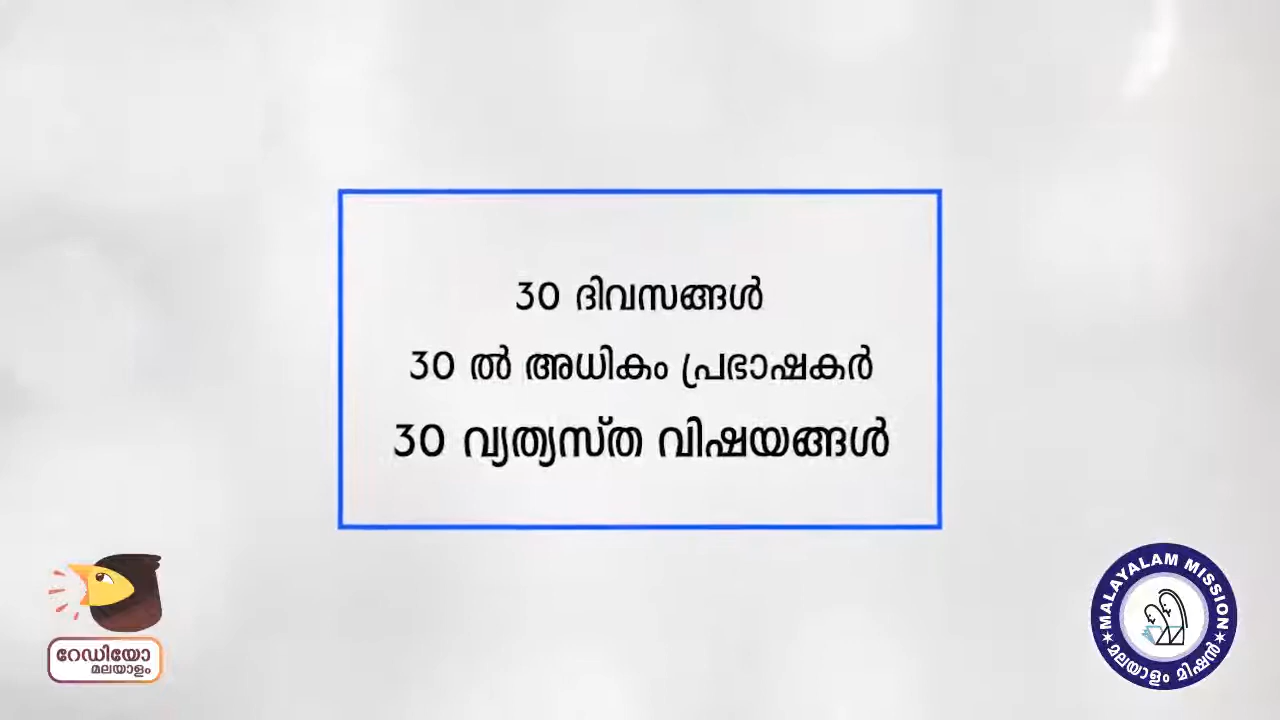 30 ദിവസങ്ങൾ
30 ൽ അധികം പ്രഭാഷകർ
30 വ്യത്യസ്ത വിഷയങ്ങൾ
റേഡിയോ
മലയാളം
MALAYALAM MISSION
മലയാളം മിഷൻ